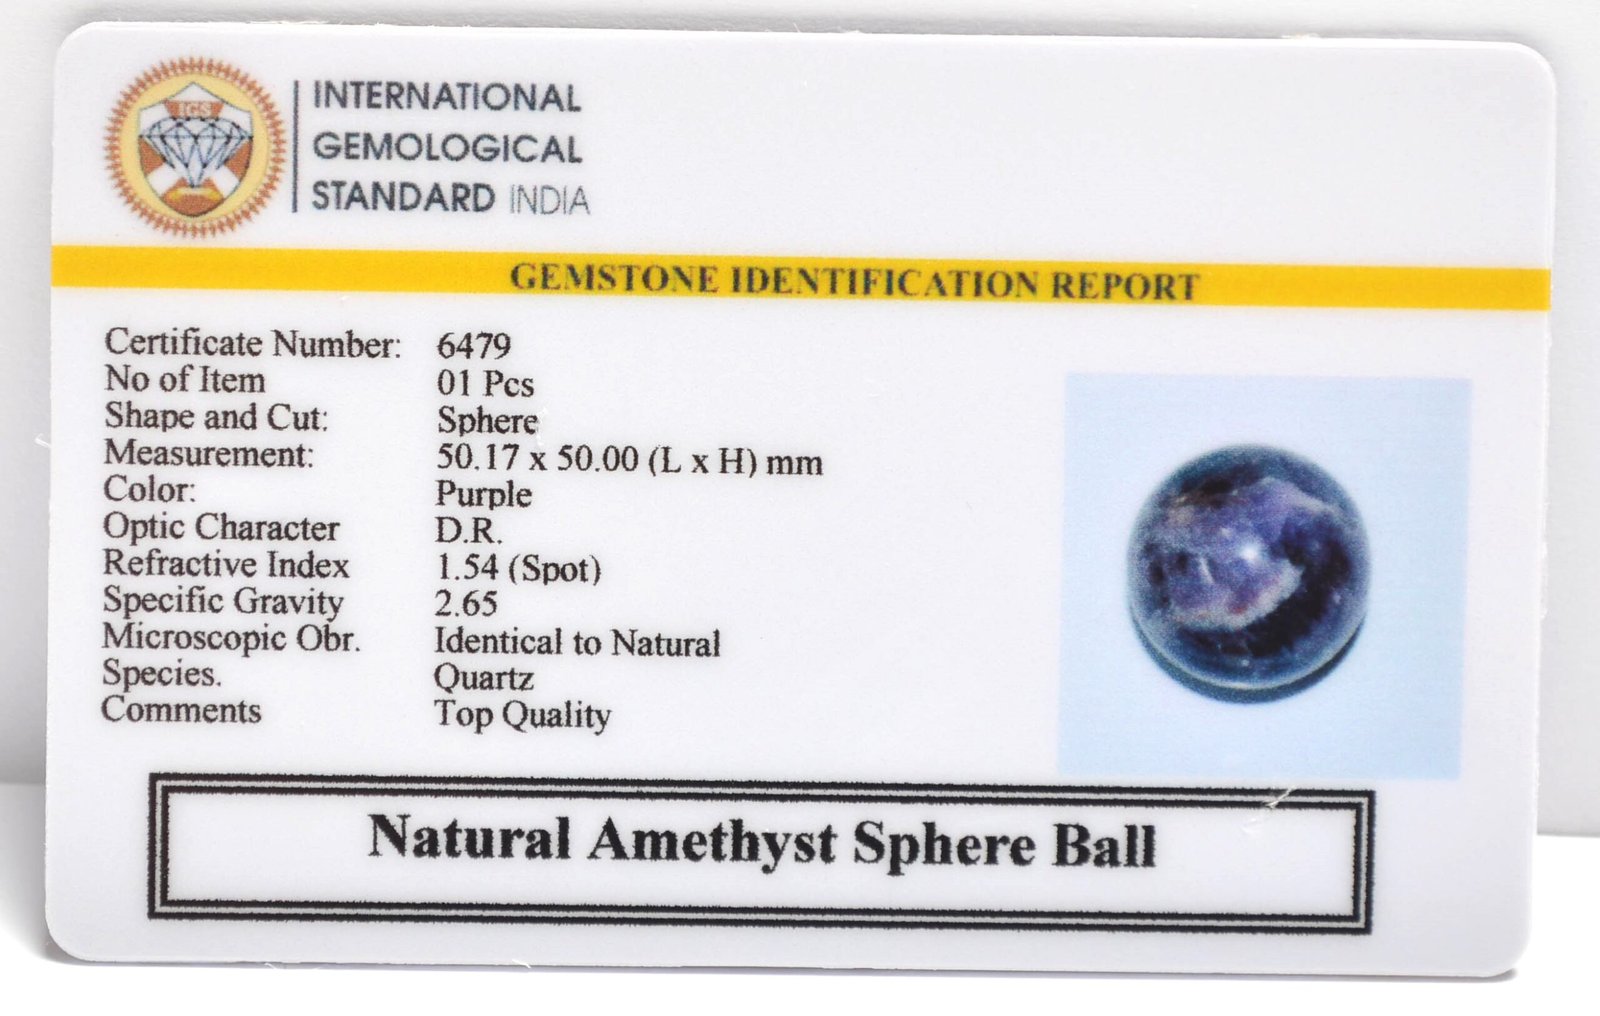 IGS
INTERNATIONAL
GEMOLOGICAL
STANDARD INDIA
GEMSTONE IDENTIFICATION REPORT
Certificate Number: 6479
No of Item 01 Pcs
Shape and Cut: Sphere
Measurement: 50.17 x 50.00 (L x H) mm
Color: Purple
Optic Character D.R.
Refractive Index 1.54 (Spot)
Specific Gravity 2.65
Microscopic Obr. Identical to Natural
Species. Quartz
Comments Top Quality
Natural Amethyst Sphere Ball